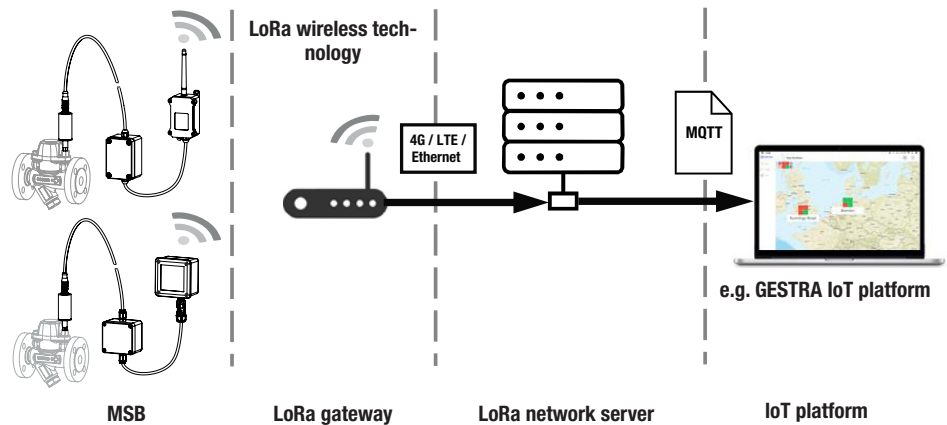 LoRa wireless tech-
nology
4G / LTE /
Ethernet
MQTT
e.g. GESTRA IoT platform
MSB
LoRa gateway
LoRa network server
IoT platform